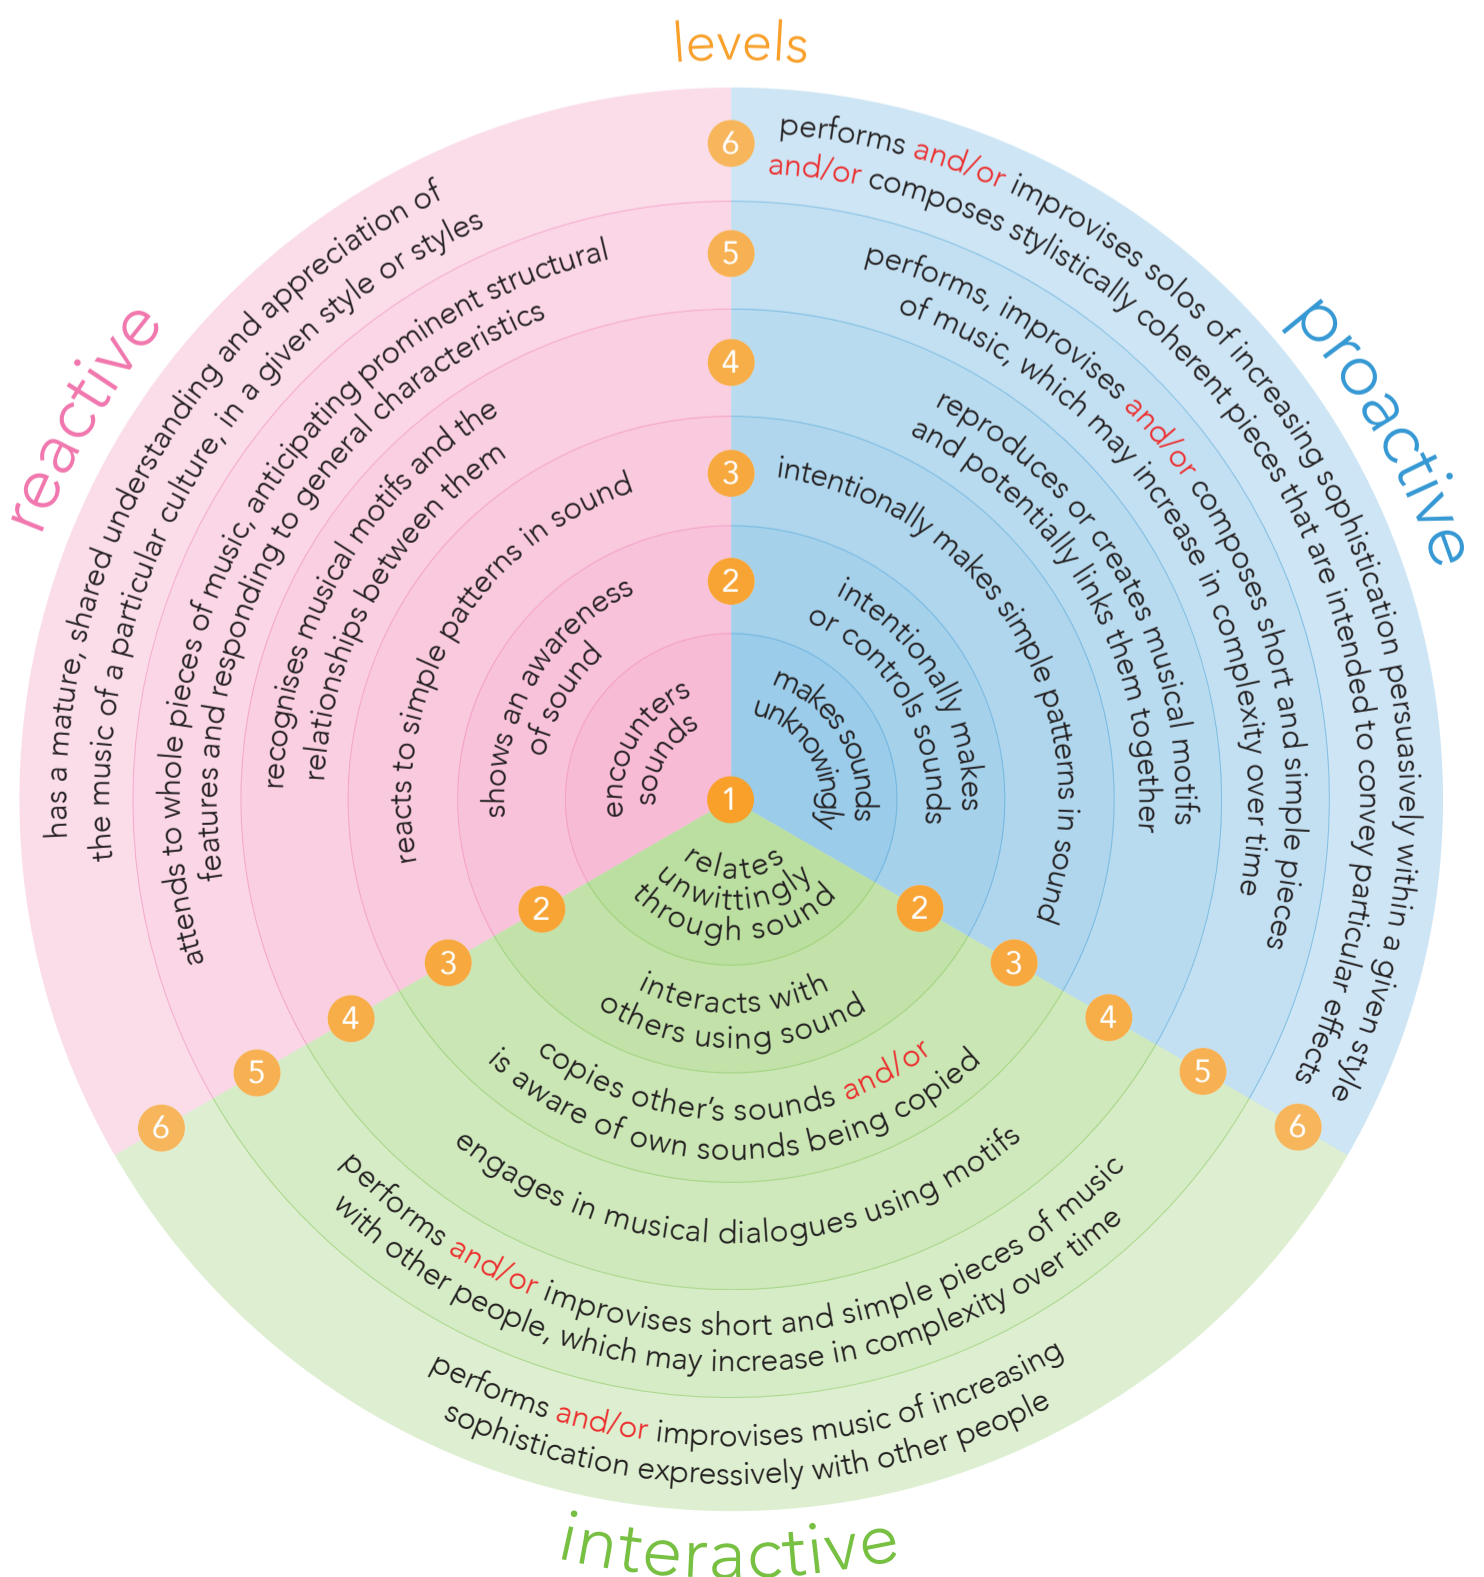 levels
reactive
has a mature, shared understanding and appreciation of
the music of a particular culture, in a given style or styles
attends to whole pieces of music, anticipating prominent structural
features and responding to general characteristics
recognises musical motifs and the
relationships between them
reacts to simple patterns in sound
shows an awareness
of sound
encounters
sounds
6
5
4
3
2
1
proactive
performs and/or improvises solos of increasing sophistication persuasively within a given style
and/or composes stylistically coherent pieces that are intended to convey particular effects
performs, improvises and/or composes short and simple pieces
of music, which may increase in complexity over time
reproduces or creates musical motifs
and potentially links them together
intentionally makes simple patterns in sound
intentionally makes
or controls sounds
makes sounds
unknowingly
2
3
4
5
6
2
3
4
5
6
relates
unwittingly
through sound
interacts with
others using sound
copies other's sounds and/or
is aware of own sounds being copied
engages in musical dialogues using motifs
performs and/or improvises short and simple pieces of music
with other people, which may increase in complexity over time
performs and/or improvises music of increasing
sophistication expressively with other people
interactive